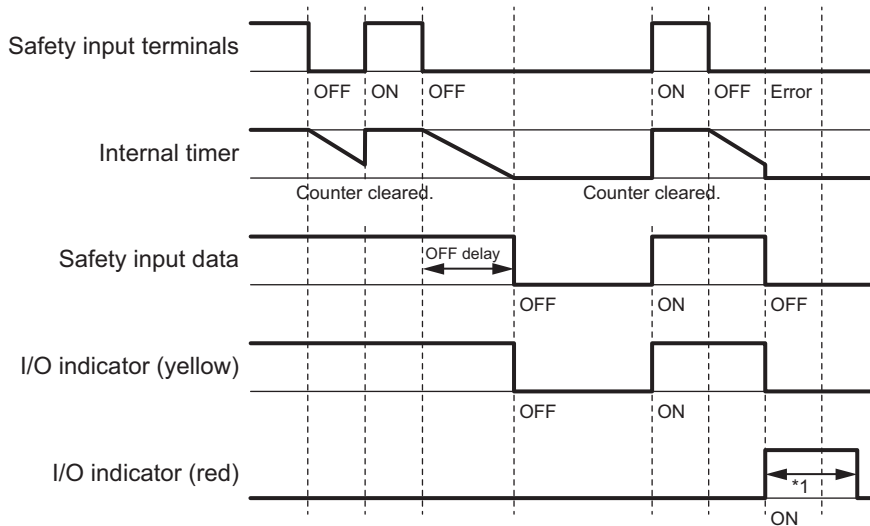 Safety input terminals
OFF ON OFF ON OFF Error
Internal timer
Counter cleared. Counter cleared.
Safety input data
OFF delay
OFF ON OFF
I/O indicator (yellow)
OFF ON
I/O indicator (red)
*1
ON